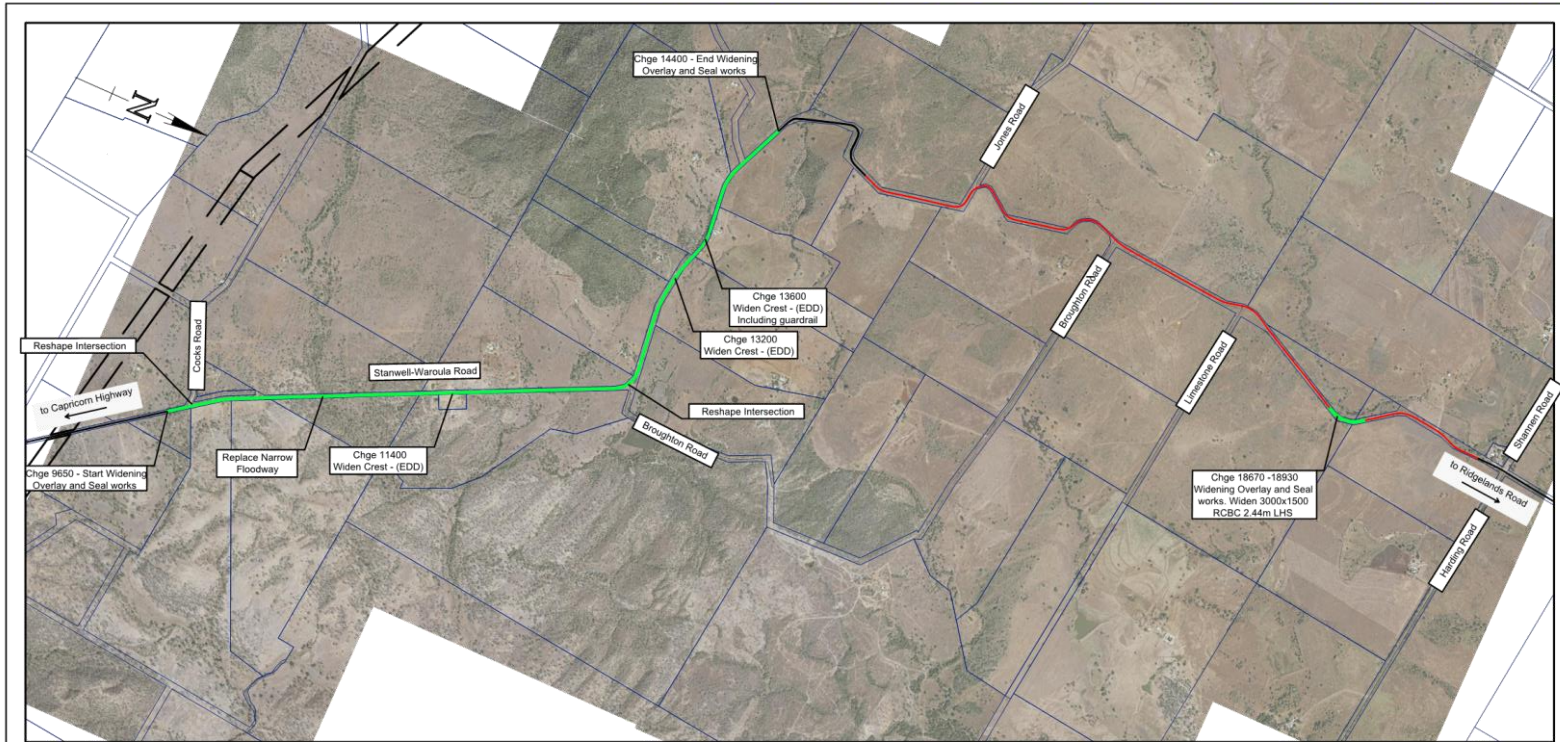 Chge 14400 - End Widening
Overlay and Seal works
N
Jones Road
Chge 13600
Widen Crest - (EDD)
Including guardrail
Chge 13200
Widen Crest - (EDD)
Broughton Road
Limestone Road
Cocks Road
Reshape Intersection
Stanwell-Waroula Road
to Capricorn Highway
Reshape Intersection
Broughton Road
Shannen Road
Chge 9650 - Start Widening
Overlay and Seal works
Replace Narrow
Floodway
Chge 11400
Widen Crest - (EDD)
Chge 18670 -18930
Widening Overlay and Seal
works. Widen 3000x1500
RCBC 2.44m LHS
to Ridgelands Road
Harding Road